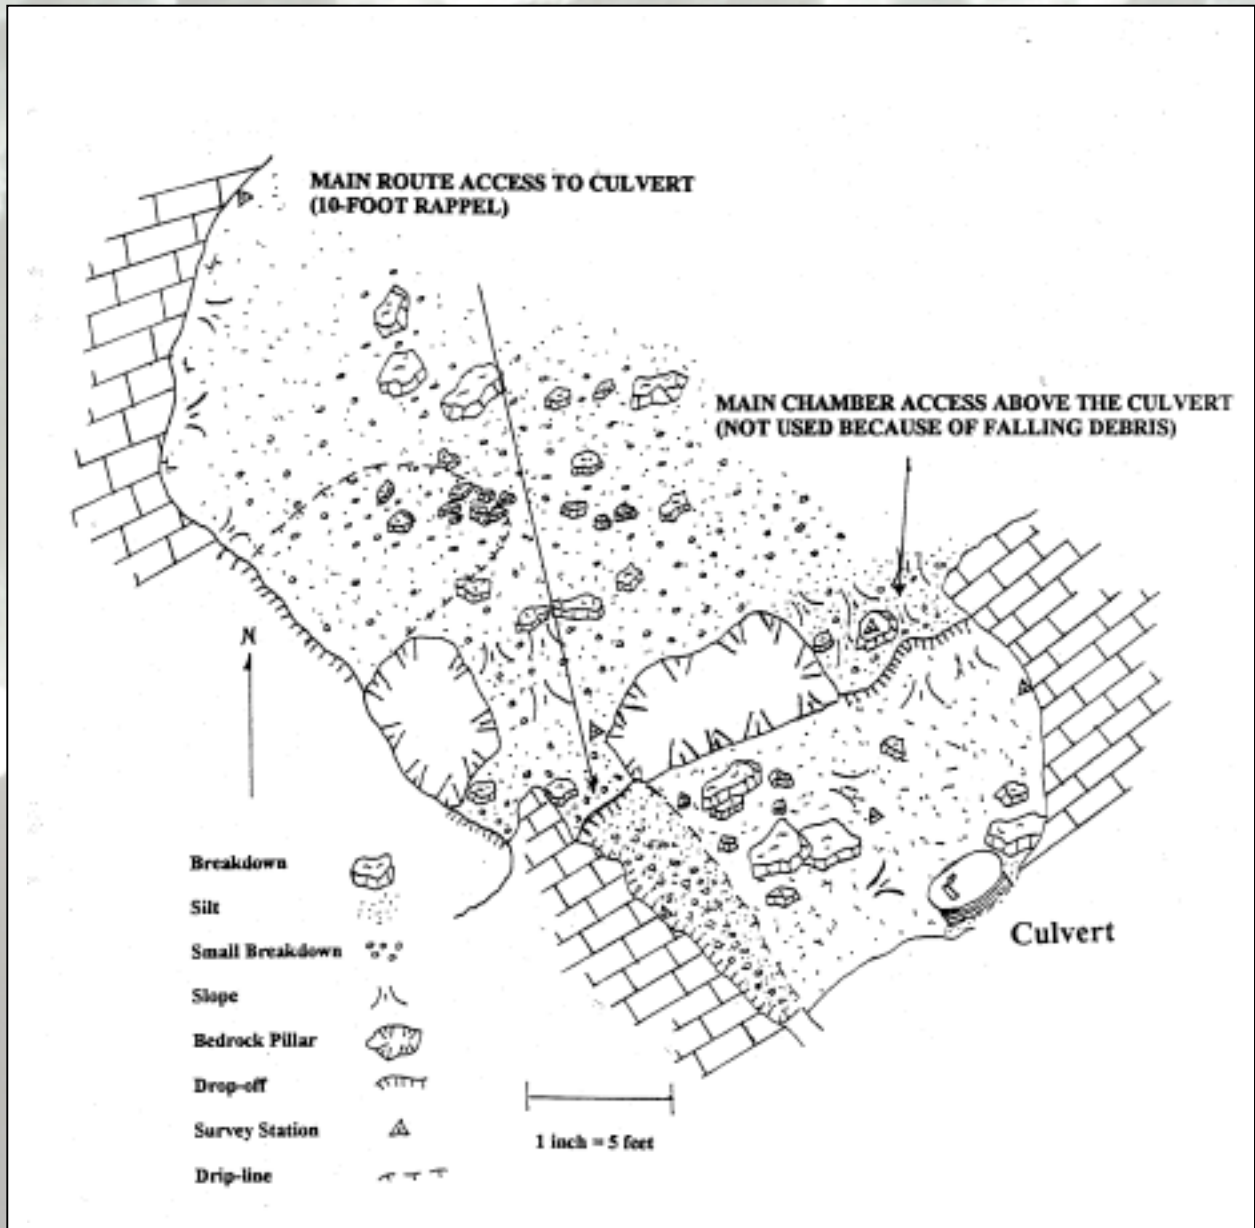 MAIN ROUTE ACCESS TO CULVERT
(10-FOOT RAPPEL)
MAIN CHAMBER ACCESS ABOVE THE CULVERT
(NOT USED BECAUSE OF FALLING DEBRIS)
N
Breakdown
Silt
Small Breakdown
Slope
Bedrock Pillar
Drop-off
Survey Station
Drip-line
Culvert
1 inch = 5 feet